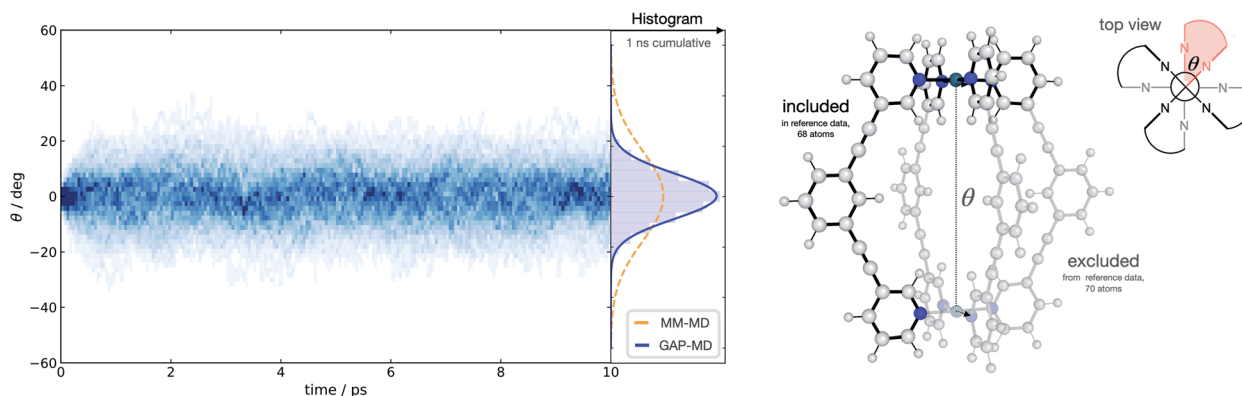 Histogram
1 ns cumulative
60
40
20
0
−20
−40
−60
θ / deg
0
2
4
6
8
10
time / ps
MM-MD
GAP-MD
included
in reference data,
68 atoms
θ
excluded
from reference data,
70 atoms
top view
N
N
θ
N
N
N
N
N
N